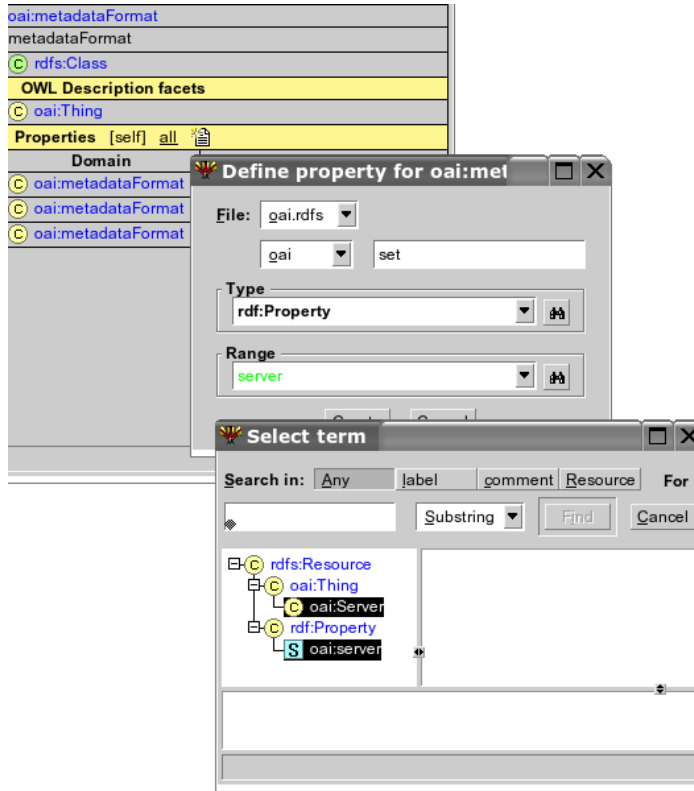 oai:metadataFormat
metadataFormat
C rdfs:Class
OWL Description facets
C oai:Thing
Properties [self] all
Domain
C oai:metadataFormat
C oai:metadataFormat
C oai:metadataFormat
Define property for oai:met
File: oai.rdfs
oai set
Type
rdf:Property
Range
server
Select term
Search in: Any label comment Resource For
Substring Find Cancel
C rdfs:Resource
C oai:Thing
C oai:Server
C rdf:Property
S oai:server